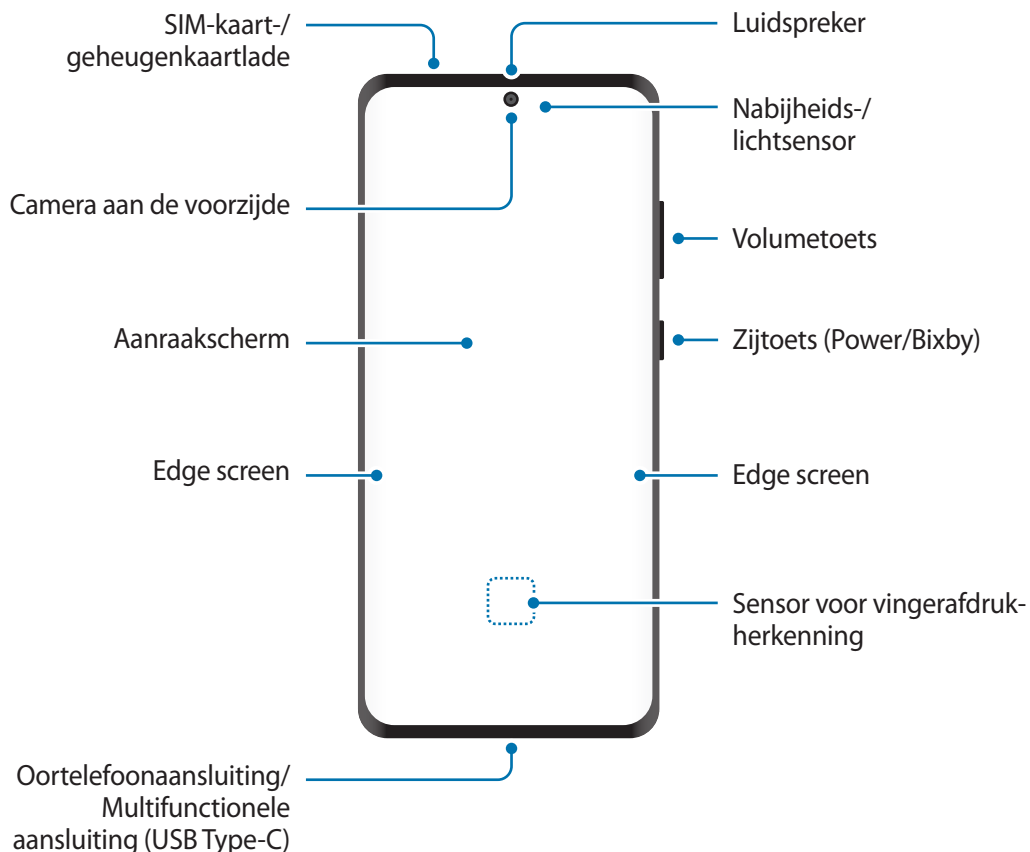 SIM-kaart-/
geheugenkaartlade
Luidspreker
Nabijheids-/
lichtsensor
Camera aan de voorzijde
Volumetoets
Aanraakscherm
Zijtoets (Power/Bixby)
Edge screen
Edge screen
Sensor voor vingerafdruk-
herkenning
Oortelefoonaansluiting/
Multifunctionele
aansluiting (USB Type-C)